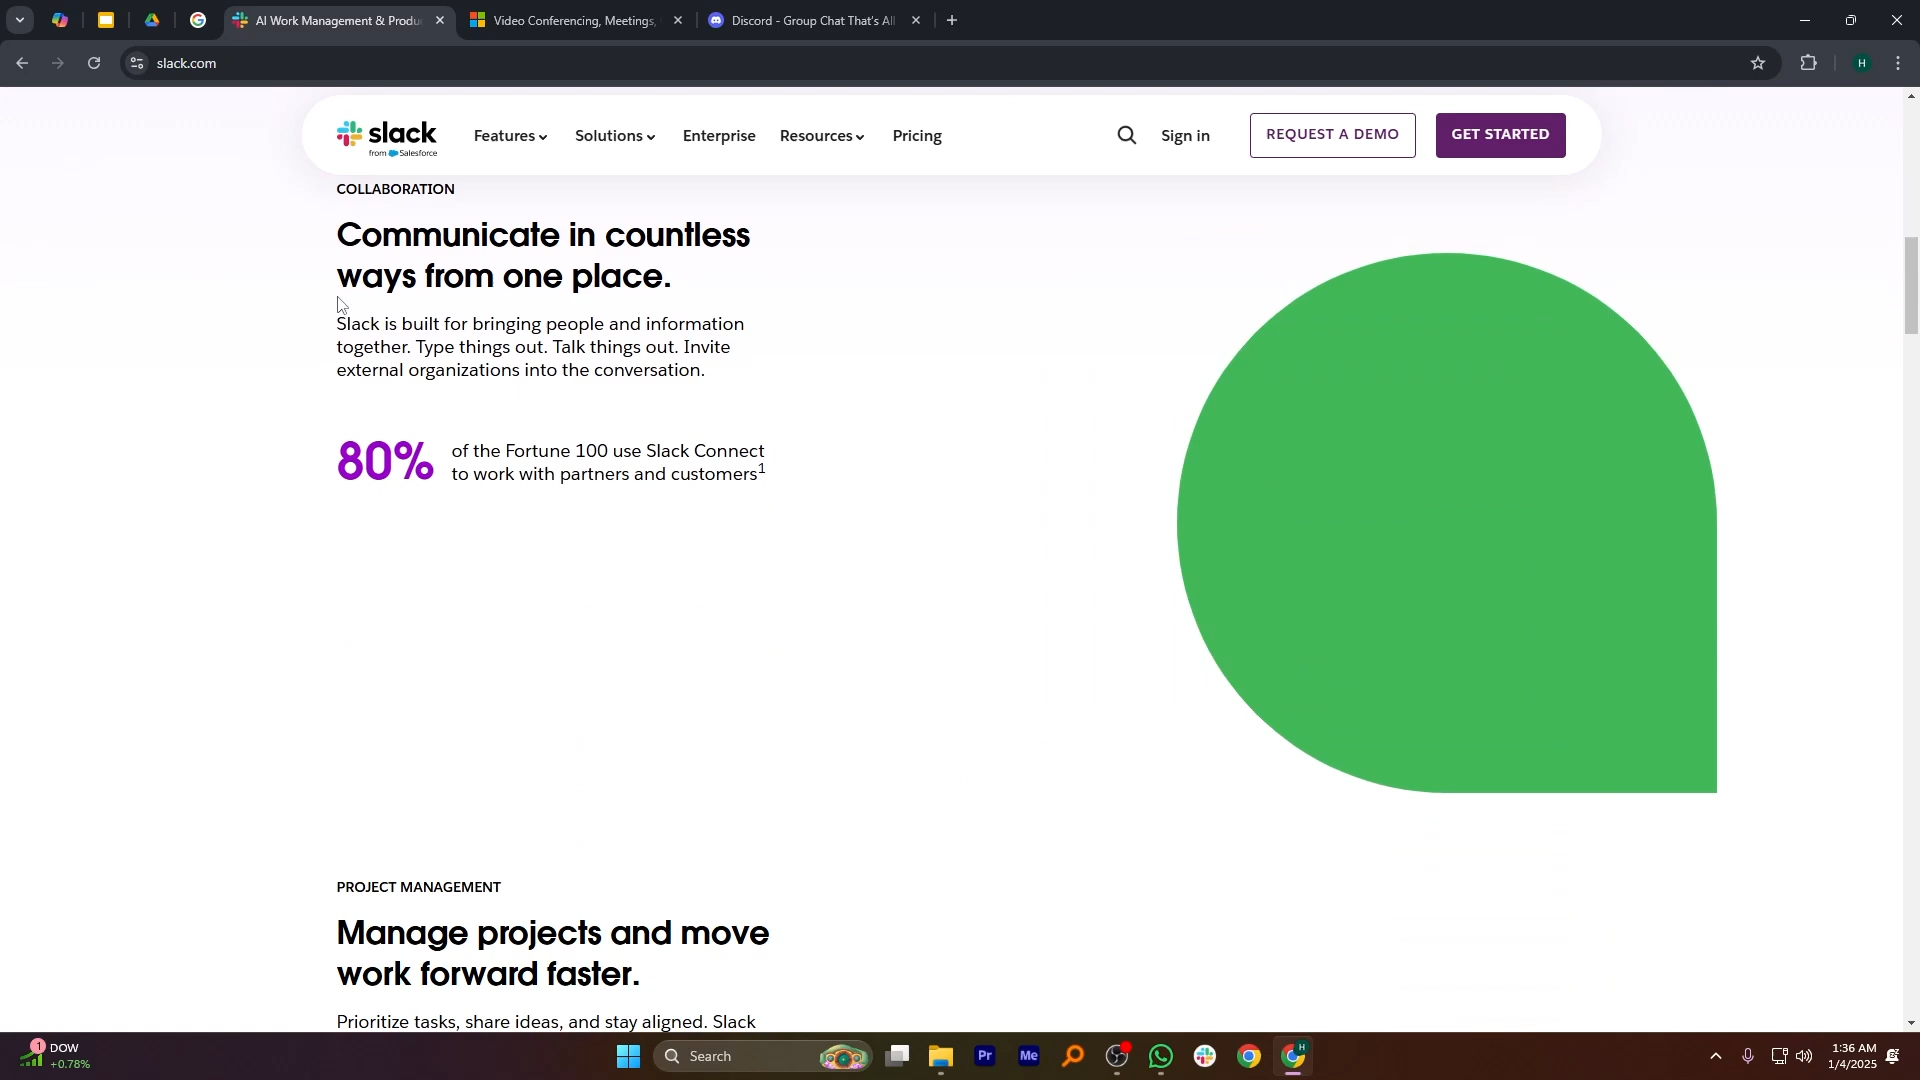 AI Work Management & Produ
Video Conferencing, Meetings,
Discord - Group Chat That's All
slack.com
H
slack
from Salesforce
Features
Solutions
Enterprise
Resources
Pricing
Sign in
REQUEST A DEMO
GET STARTED
COLLABORATION
Communicate in countless
ways from one place.
Slack is built for bringing people and information
together. Type things out. Talk things out. Invite
external organizations into the conversation.
80%
of the Fortune 100 use Slack Connect
to work with partners and customers¹
PROJECT MANAGEMENT
Manage projects and move
work forward faster.
Prioritize tasks, share ideas, and stay aligned. Slack
1
DOW
+0.78%
Search
Pr
Me
H
1:36 AM
1/4/2025